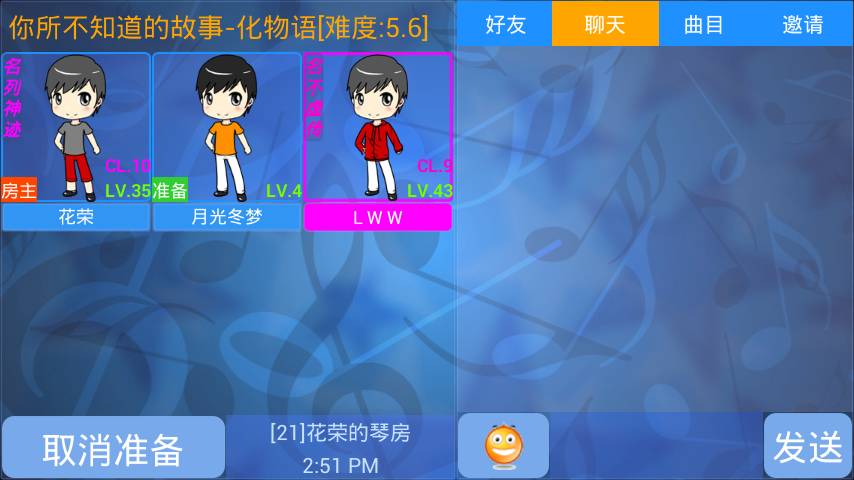 你所不知道的故事-化物语[难度:5.6]
好友
聊天
曲目
邀请
名列神迹
CL.10
房主
LV.35
花荣
准备
LV.4
月光冬梦
名不虚传
CL.9
LV.43
L W W
取消准备
[21]花荣的琴房
2:51 PM
发送